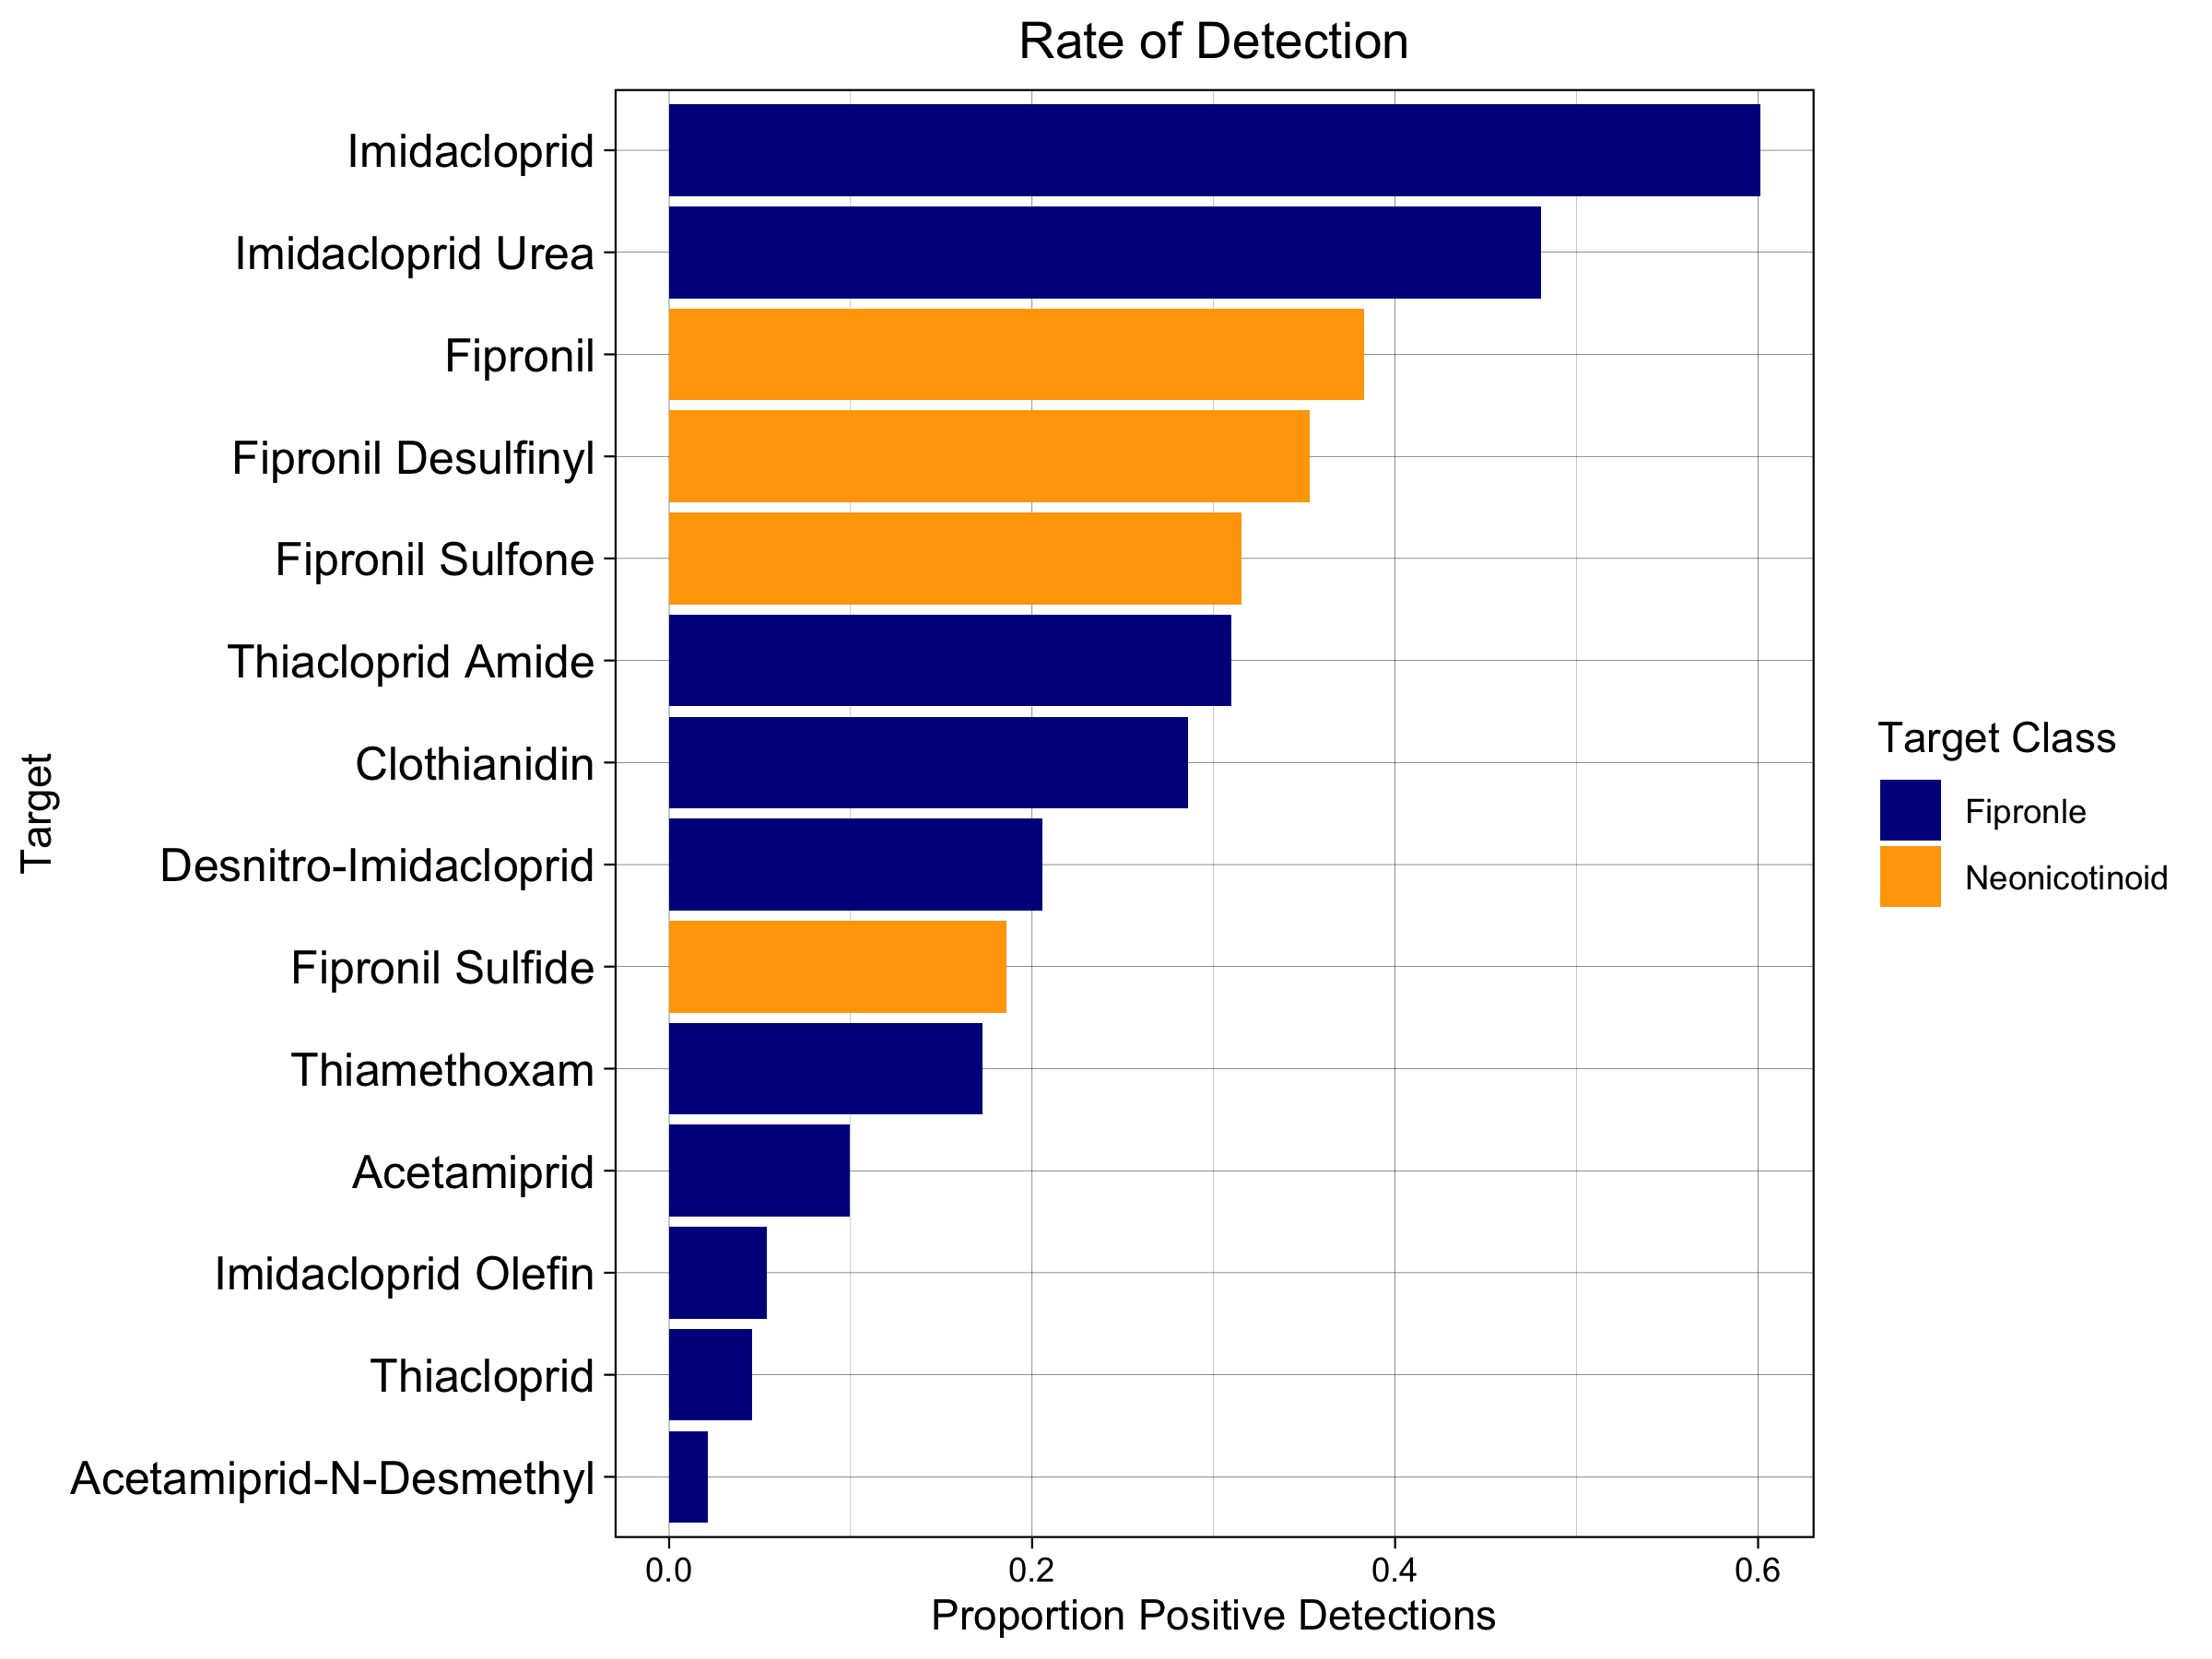 Rate of Detection
Imidacloprid
Imidacloprid Urea
Fipronil
Fipronil Desulfinyl
Fipronil Sulfone
Thiacloprid Amide
Clothianidin
Desnitro-Imidacloprid
Fipronil Sulfide
Thiamethoxam
Acetamiprid
Imidacloprid Olefin
Thiacloprid
Acetamiprid-N-Desmethyl
Target
0.0 0.2 0.4 0.6
Proportion Positive Detections
Target Class
Fipronle
Neonicotinoid